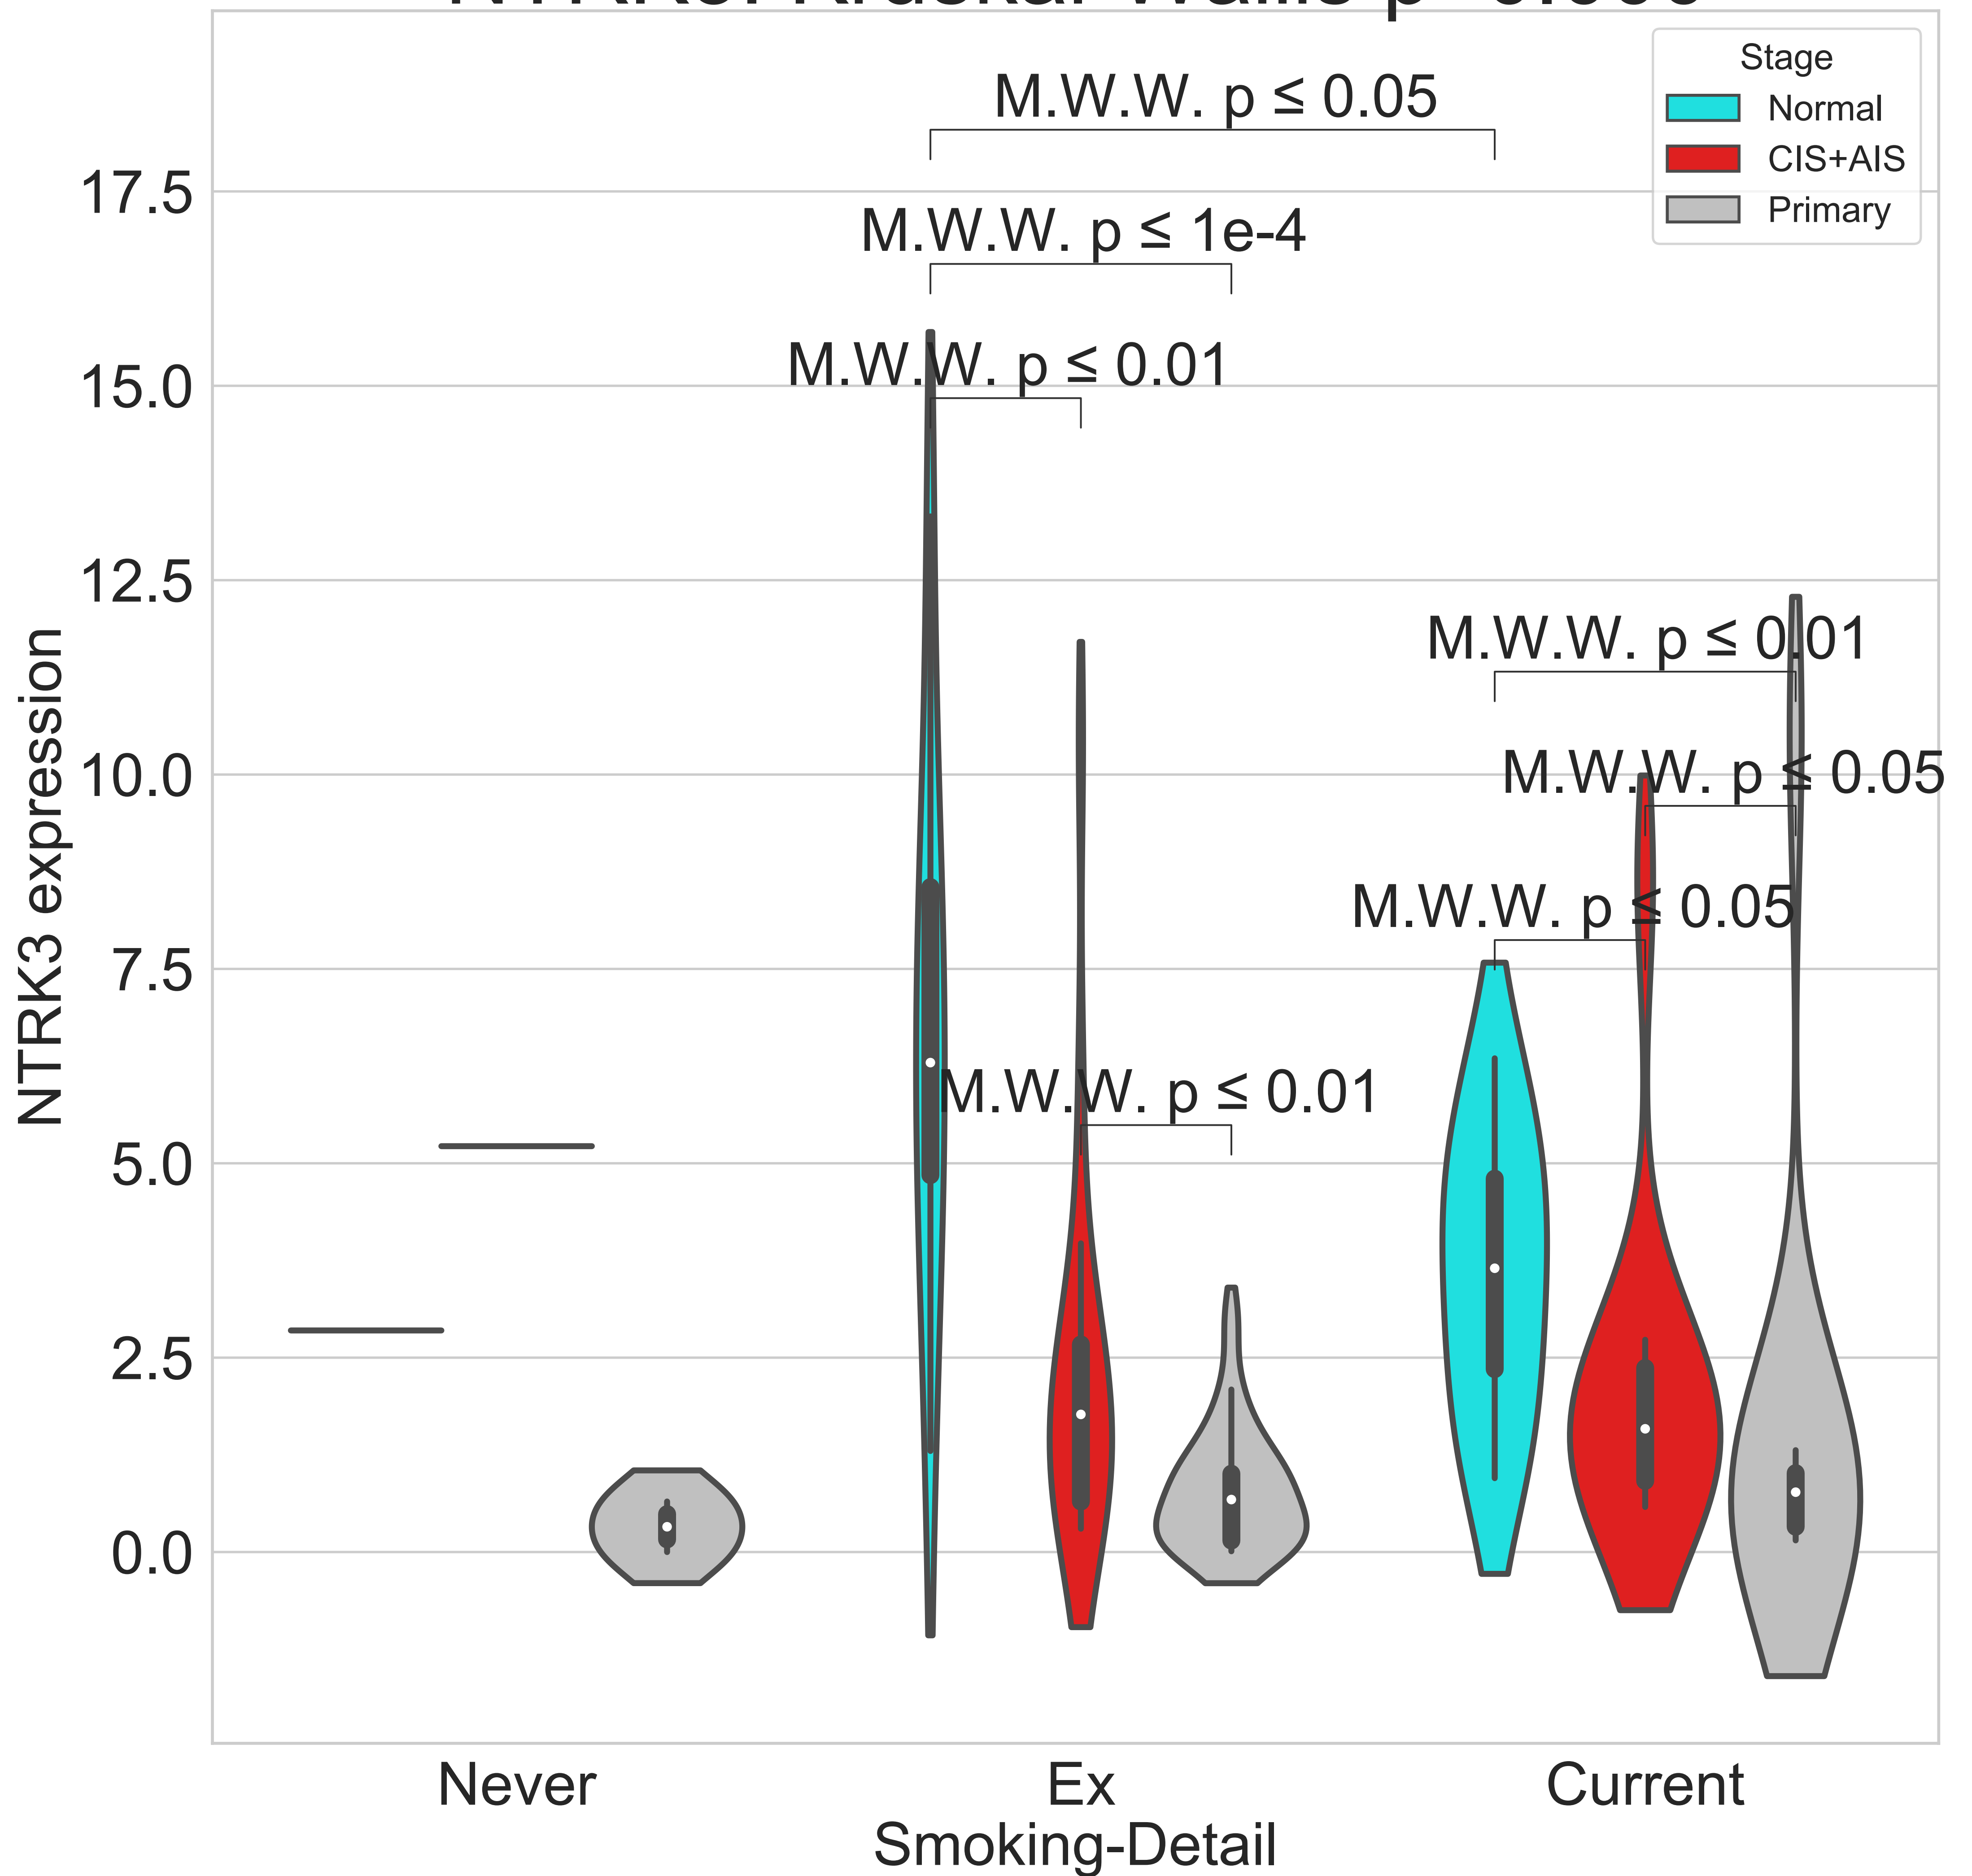 Stage
Normal
CIS+AIS
Primary
M.W.W. p ≤ 0.05
M.W.W. p ≤ 1e-4
M.W.W. p ≤ 0.01
M.W.W. p ≤ 0.01
M.W.W. p ≤ 0.05
M.W.W. p ≤ 0.05
M.W.W. p ≤ 0.01
17.5
15.0
12.5
10.0
7.5
5.0
2.5
0.0
NTRK3 expression
Never
Ex
Current
Smoking-Detail